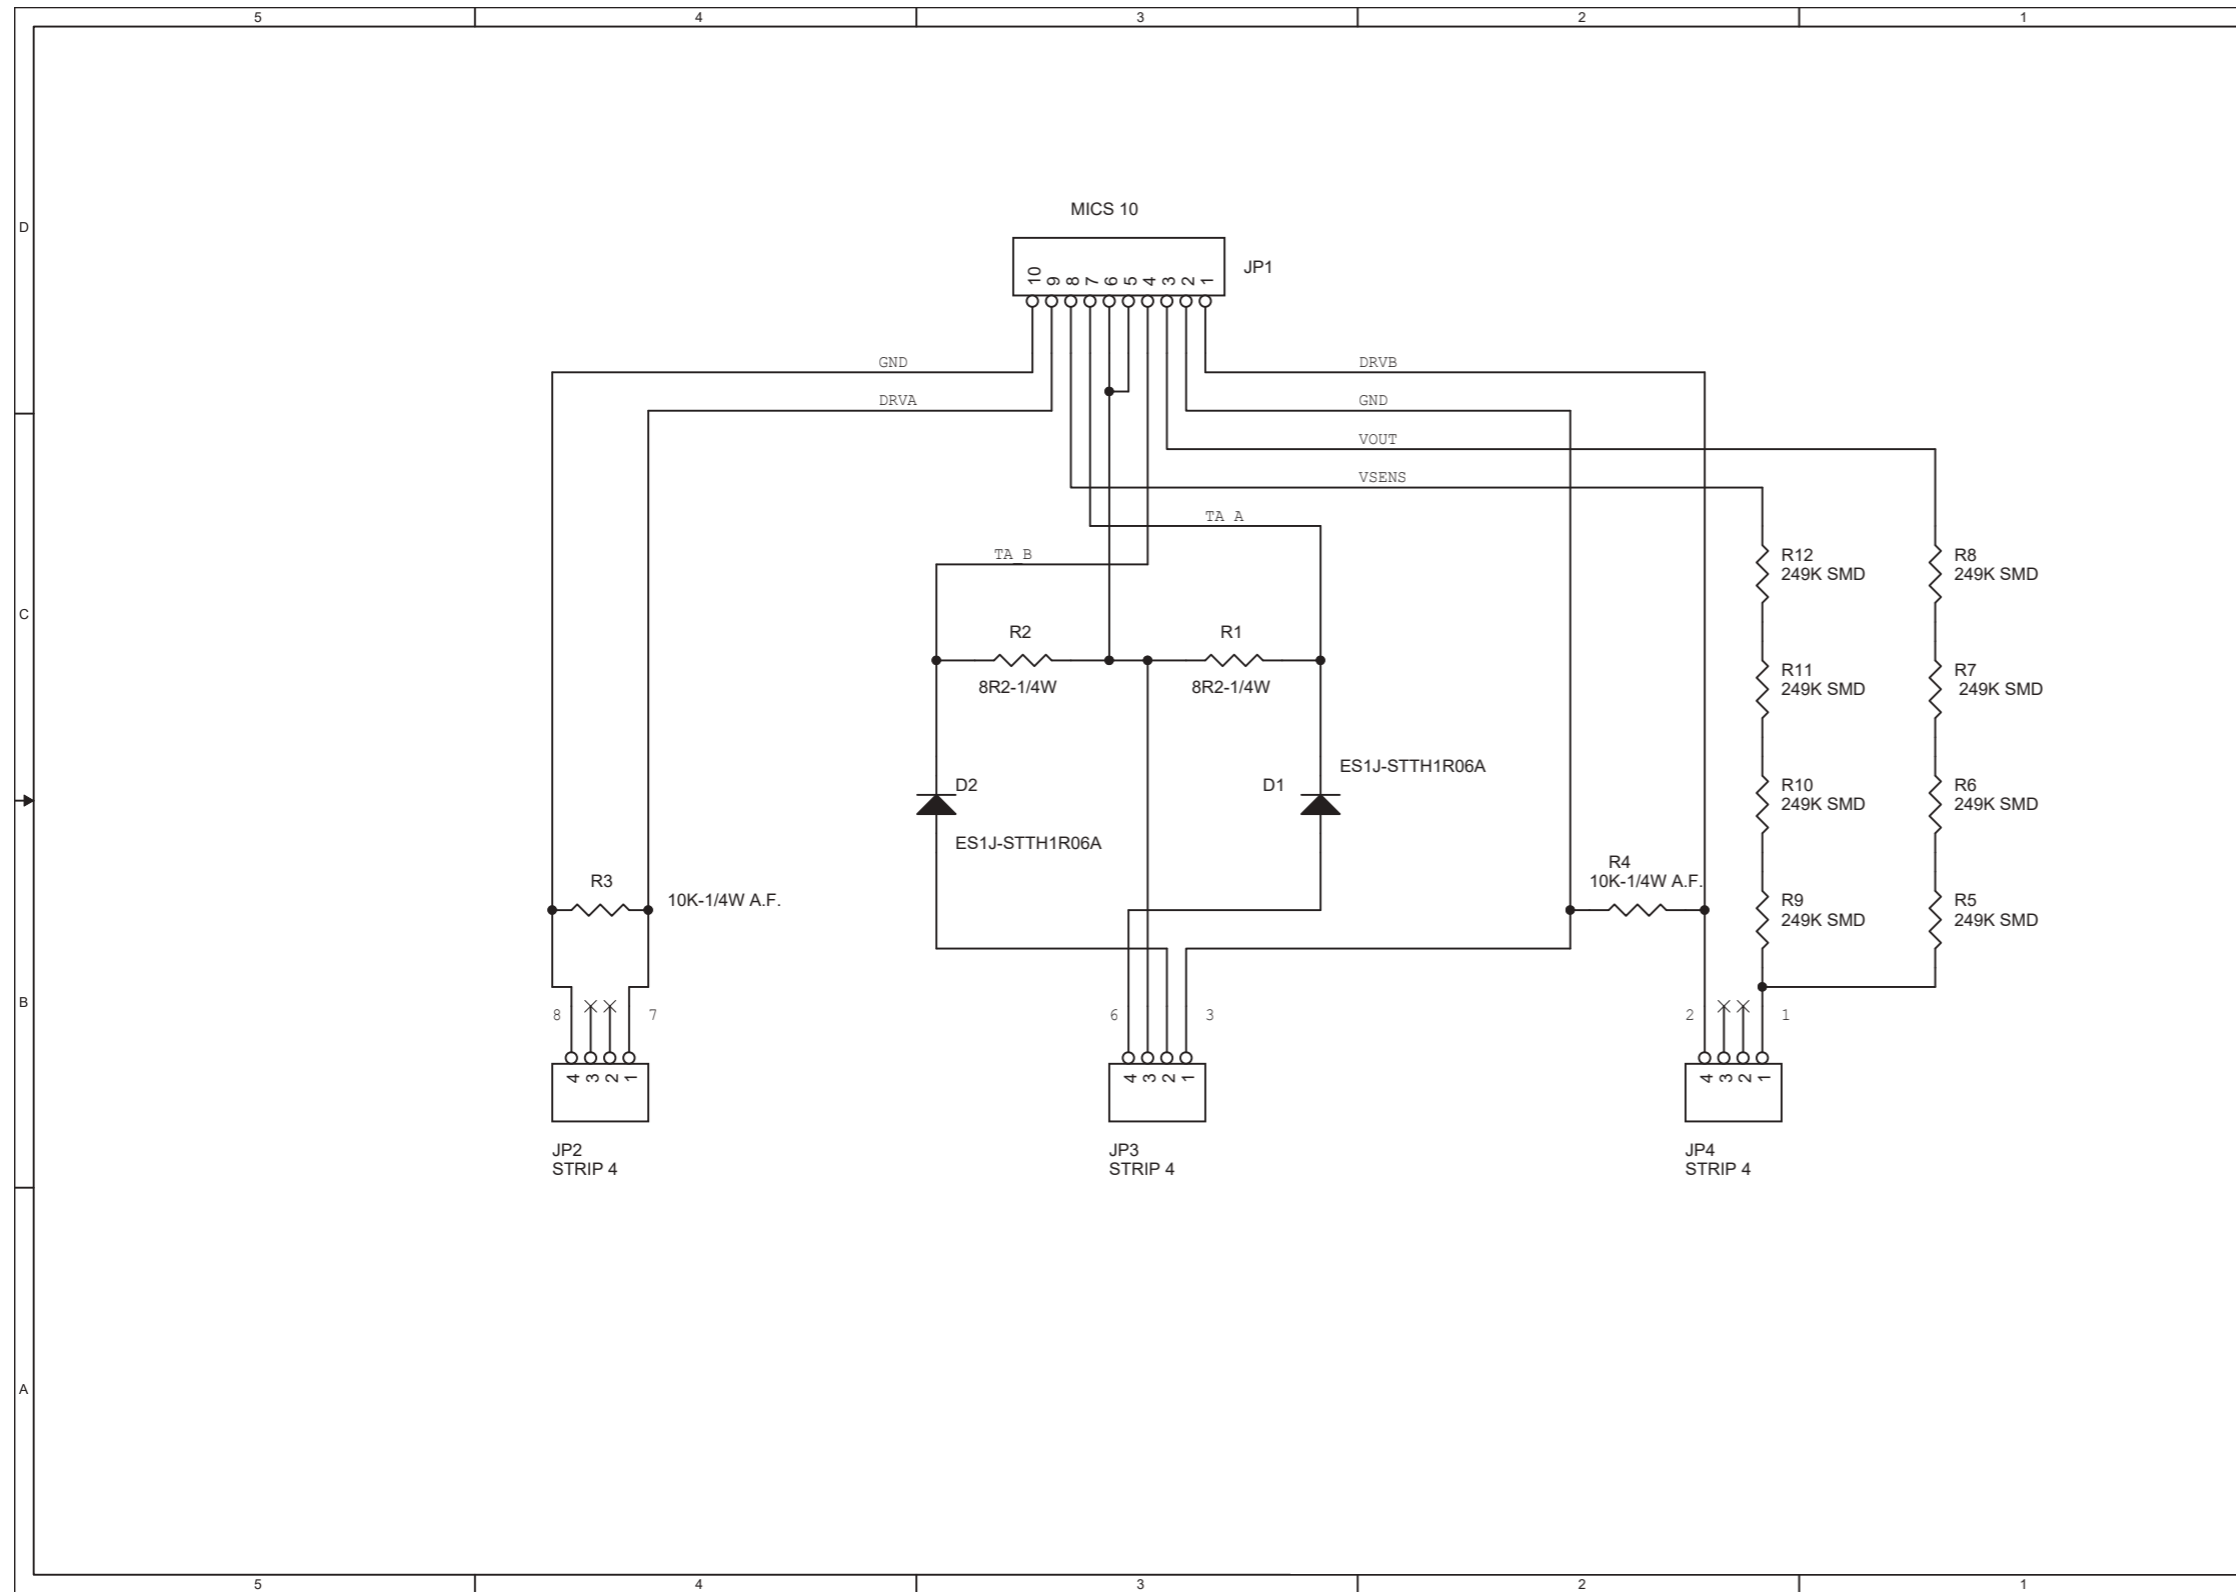 5 4 3 2 1
D
MICS 10
JP1
10 9 8 7 6 5 4 3 2 1
GND
DRVB
DRVA
GND
VOUT
VSENS
TA A
TA_B
C
R12
249K SMD
R8
249K SMD
R2
R1
8R2-1/4W
8R2-1/4W
R11
249K SMD
R7
249K SMD
ES1J-STTH1R06A
D2
D1
R10
249K SMD
R6
249K SMD
ES1J-STTH1R06A
R4
10K-1/4W A.F.
R3
10K-1/4W A.F.
R9
249K SMD
R5
249K SMD
B
8
7
6
3
2
1
4 3 2 1
4 3 2 1
4 3 2 1
JP2
STRIP 4
JP3
STRIP 4
JP4
STRIP 4
A
5 4 3 2 1